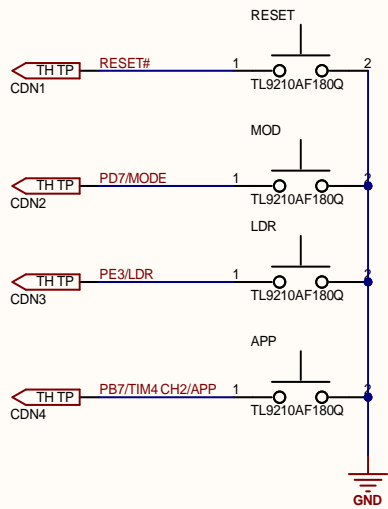 RESET
TH TP RESET# 1 2
CDN1 TL9210AF180Q
MOD
TH TP PD7/MODE 1 2
CDN2 TL9210AF180Q
LDR
TH TP PE3/LDR 1 2
CDN3 TL9210AF180Q
APP
TH TP PB7/TIM4 CH2/APP 1 2
CDN4 TL9210AF180Q
GND